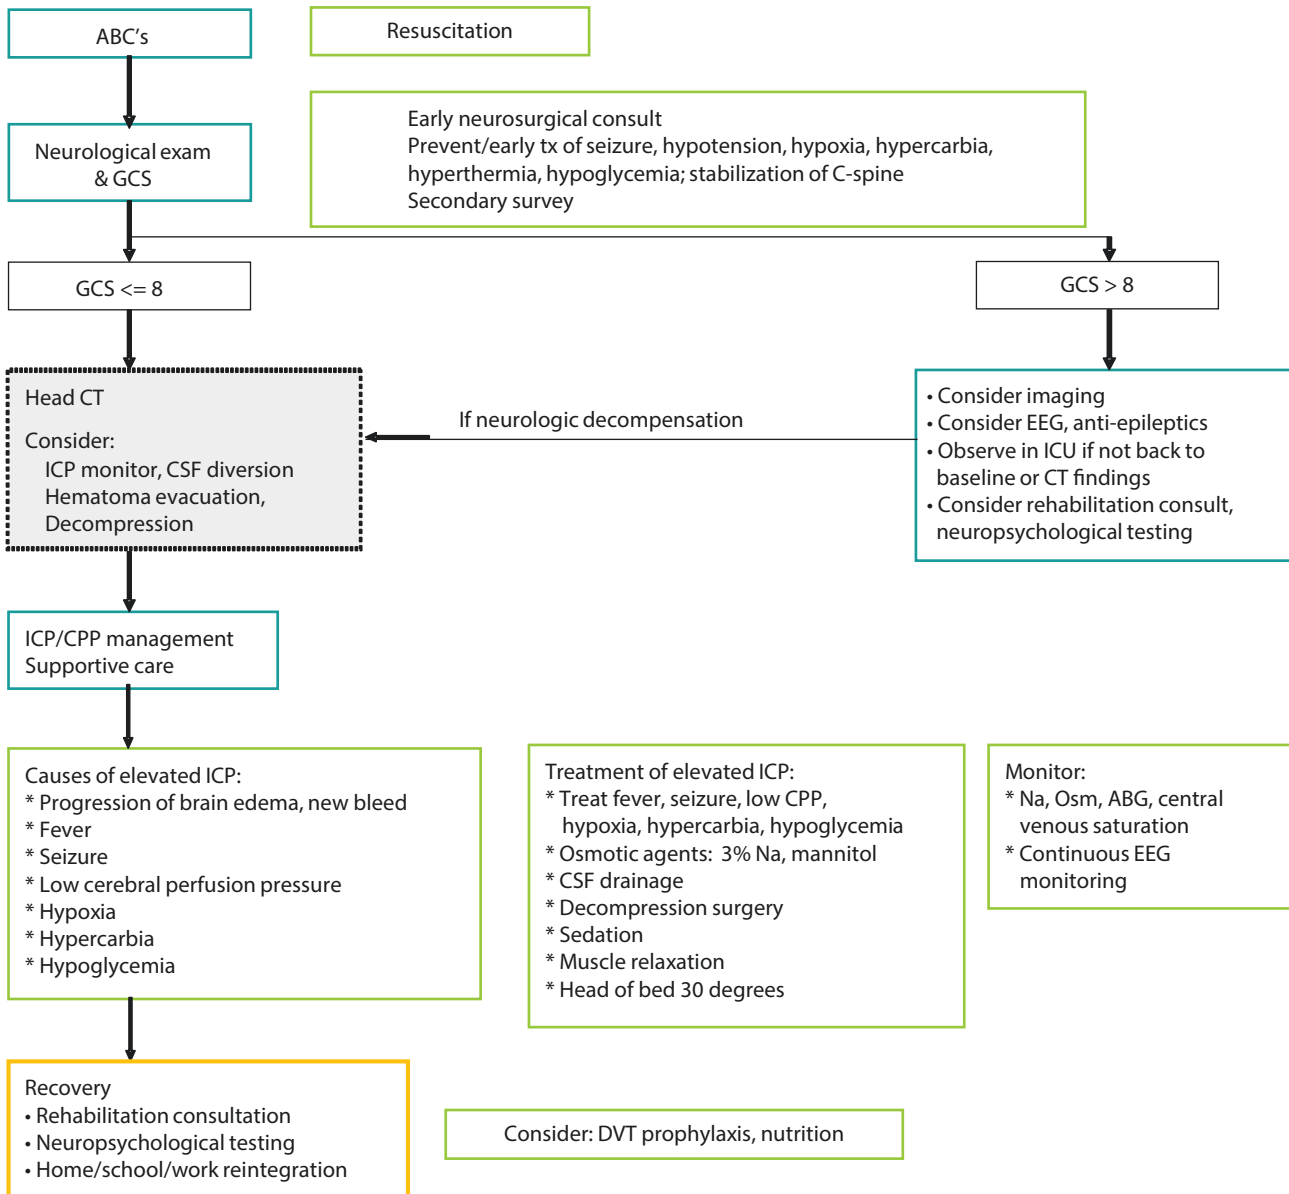 ABC's
Resuscitation
Early neurosurgical consult
Prevent/early tx of seizure, hypotension, hypoxia, hypercarbia,
hyperthermia, hypoglycemia; stabilization of C-spine
Secondary survey
Neurological exam
& GCS
GCS <= 8
GCS > 8
Head CT
Consider:
ICP monitor, CSF diversion
Hematoma evacuation,
Decompression
If neurologic decompensation
• Consider imaging
• Consider EEG, anti-epileptics
• Observe in ICU if not back to
baseline or CT findings
• Consider rehabilitation consult,
neuropsychological testing
ICP/CPP management
Supportive care
Causes of elevated ICP:
* Progression of brain edema, new bleed
* Fever
* Seizure
* Low cerebral perfusion pressure
* Hypoxia
* Hypercarbia
* Hypoglycemia
Treatment of elevated ICP:
* Treat fever, seizure, low CPP,
hypoxia, hypercarbia, hypoglycemia
* Osmotic agents: 3% Na, mannitol
* CSF drainage
* Decompression surgery
* Sedation
* Muscle relaxation
* Head of bed 30 degrees
Monitor:
* Na, Osm, ABG, central
venous saturation
* Continuous EEG
monitoring
Recovery
• Rehabilitation consultation
• Neuropsychological testing
• Home/school/work reintegration
Consider: DVT prophylaxis, nutrition